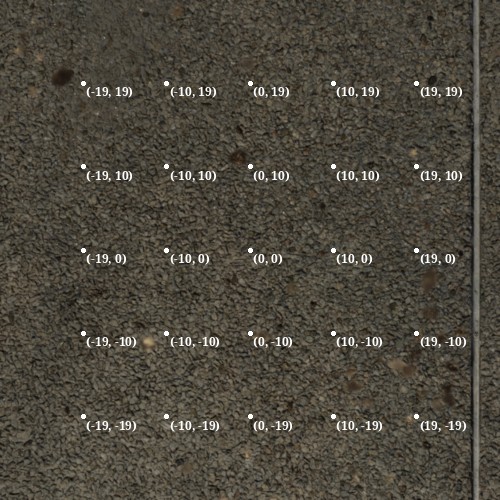 (-19, 19) (-10, 19) (0, 19) (10, 19) (19, 19)
(-19, 10) (-10, 10) (0, 10) (10, 10) (19, 10)
(-19, 0) (-10, 0) (0, 0) (10, 0) (19, 0)
(-19, -10) (-10, -10) (0, -10) (10, -10) (19, -10)
(-19, -19) (-10, -19) (0, -19) (10, -19) (19, -19)